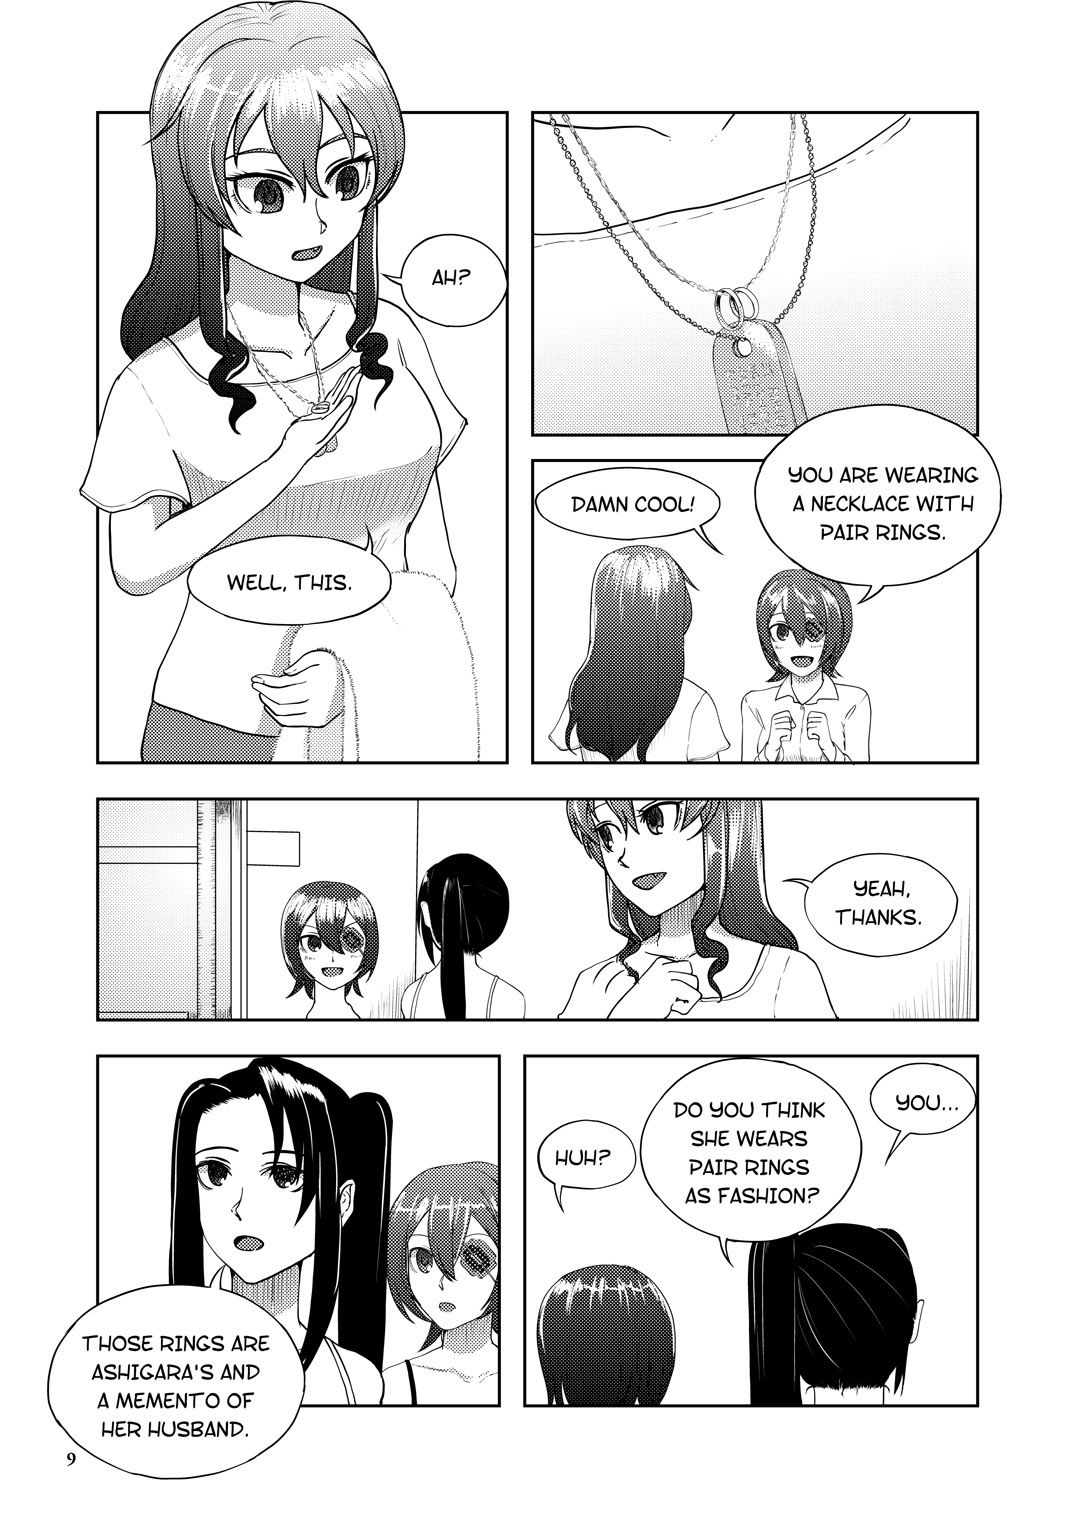 YOU ARE WEARING
A NECKLACE WITH
PAIR RINGS.
DAMN COOL!
AH?
WELL, THIS.
YEAH,
THANKS.
YOU...
DO YOU THINK
SHE WEARS
PAIR RINGS
AS FASHION?
HUH?
THOSE RINGS ARE
ASHIGARA'S AND
A MEMENTO OF
HER HUSBAND.
9